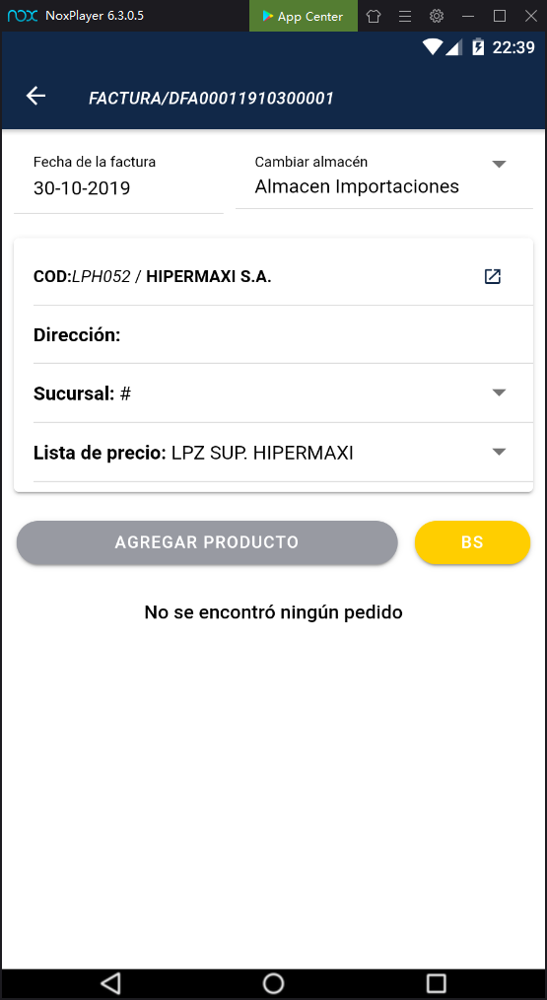 nox NoxPlayer 6.3.0.5 App Center
22:39
FACTURA/DFA00011910300001
Fecha de la factura
30-10-2019
Cambiar almacén
Almacen Importaciones
COD:LPH052 / HIPERMAXI S.A.
Dirección:
Sucursal: #
Lista de precio: LPZ SUP. HIPERMAXI
AGREGAR PRODUCTO
BS
No se encontró ningún pedido